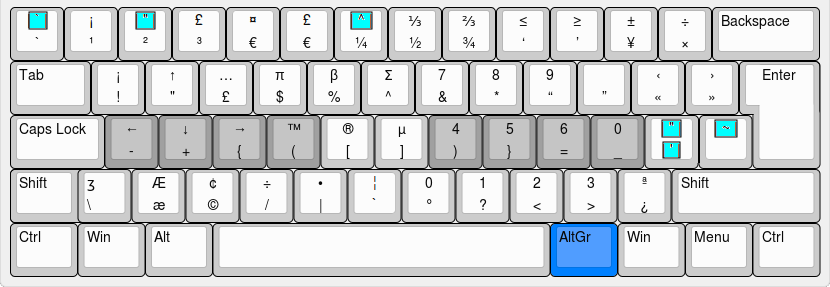 ` ¡ " £ ¤ £ ^ ⅓ ⅔ ≤ ≥ ± ÷ Backspace
` ¹ ² ³ € € ¼ ½ ¾ ‘ ’ ¥ ×
Tab ¡ ↑ … π β Σ 7 8 9 ‹ › Enter
! " £ $ % ^ & * “ ” « »
Caps Lock ← ↓ → ™ ® µ 4 5 6 0 " ~
- + { ( [ ] ) } = _ '
Shift ʒ Æ ¢ ÷ • ¦ 0 1 2 3 ª Shift
\ æ © / | ` ° ? < > ¿
Ctrl Win Alt AltGr Win Menu Ctrl